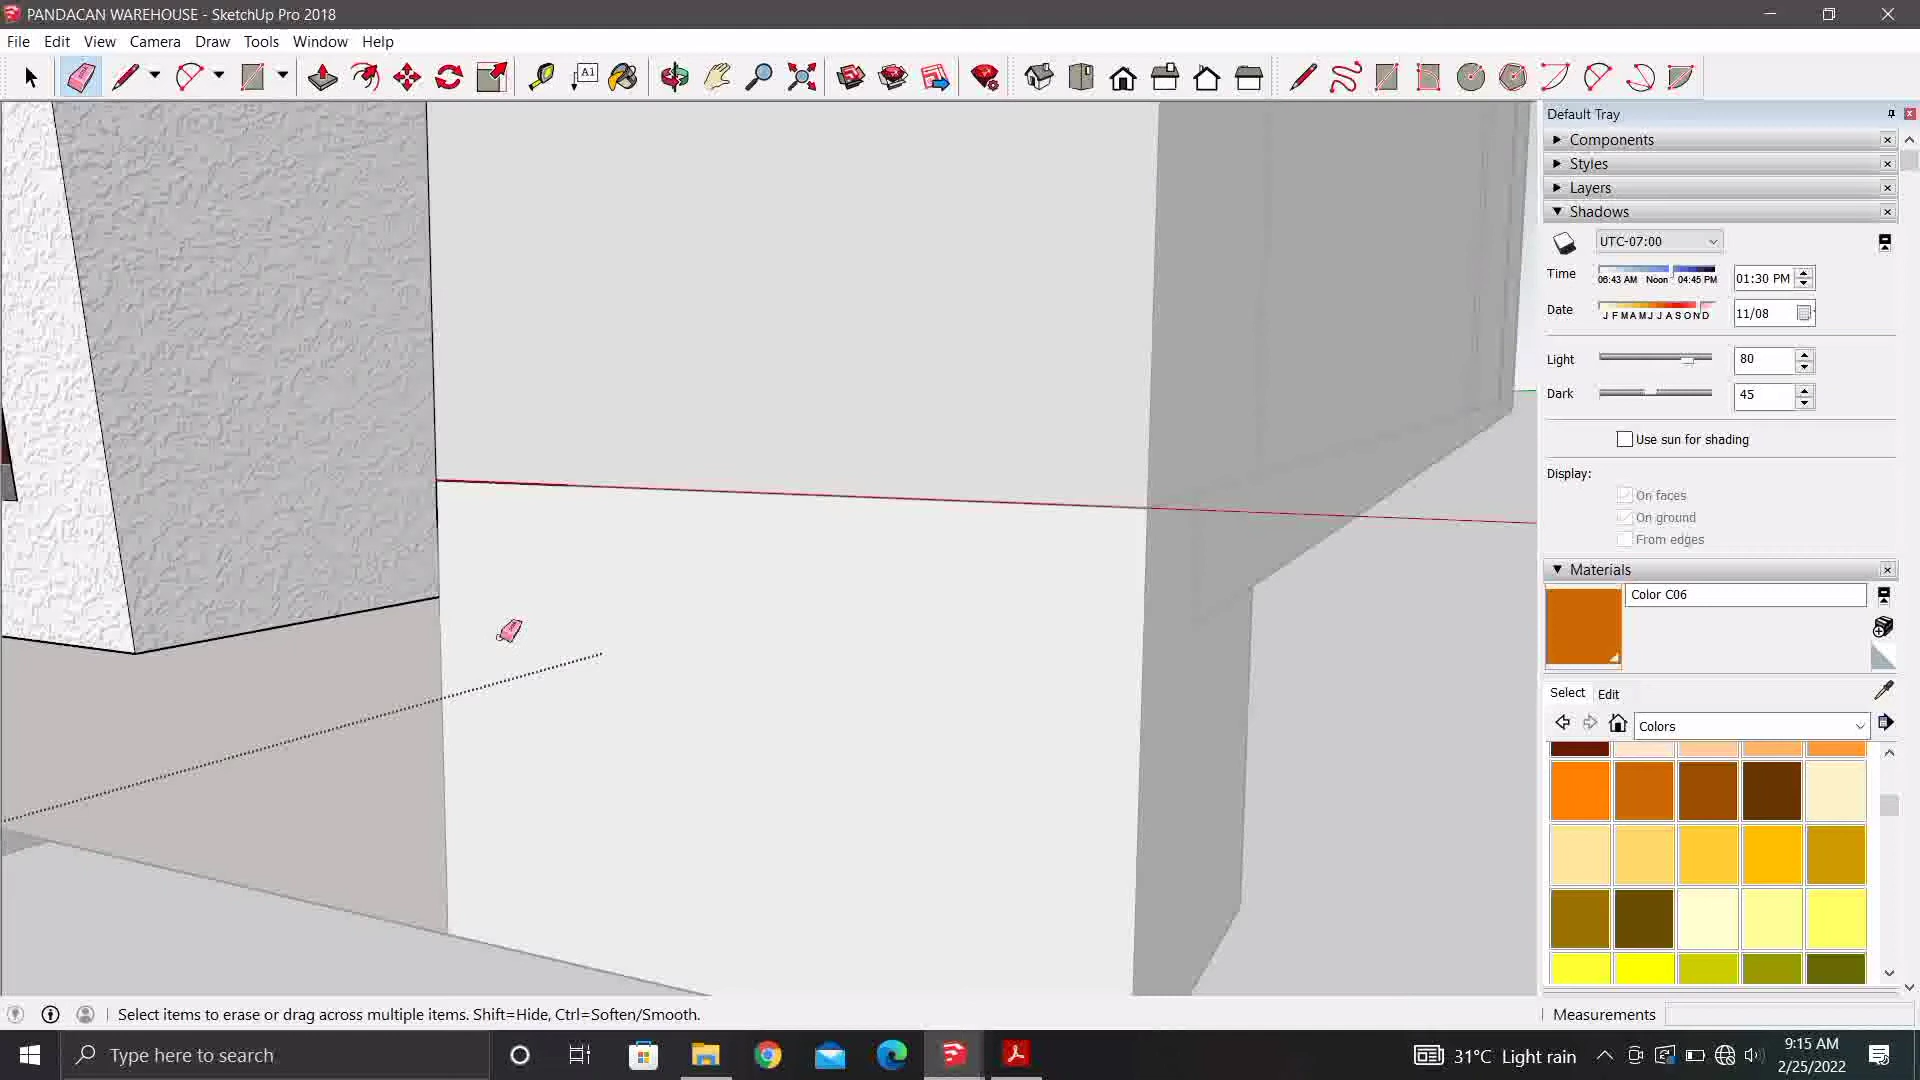 PANDACAN WAREHOUSE - SketchUp Pro 2018
File Edit View Camera Draw Tools Window Help
A1
Default Tray
Components
Styles
Layers
Shadows
UTC-07:00
Time 06:43 AM Noon 04:45 PM 01:30 PM
Date J F M A M J J A S O N D 11/08
Light 80
Dark 45
Use sun for shading
Display:
On faces
On ground
From edges
Materials
Color C06
Select Edit
Colors
Select items to erase or drag across multiple items. Shift=Hide, Ctrl=Soften/Smooth.
Measurements
Type here to search
31°C Light rain
9:15 AM
2/25/2022